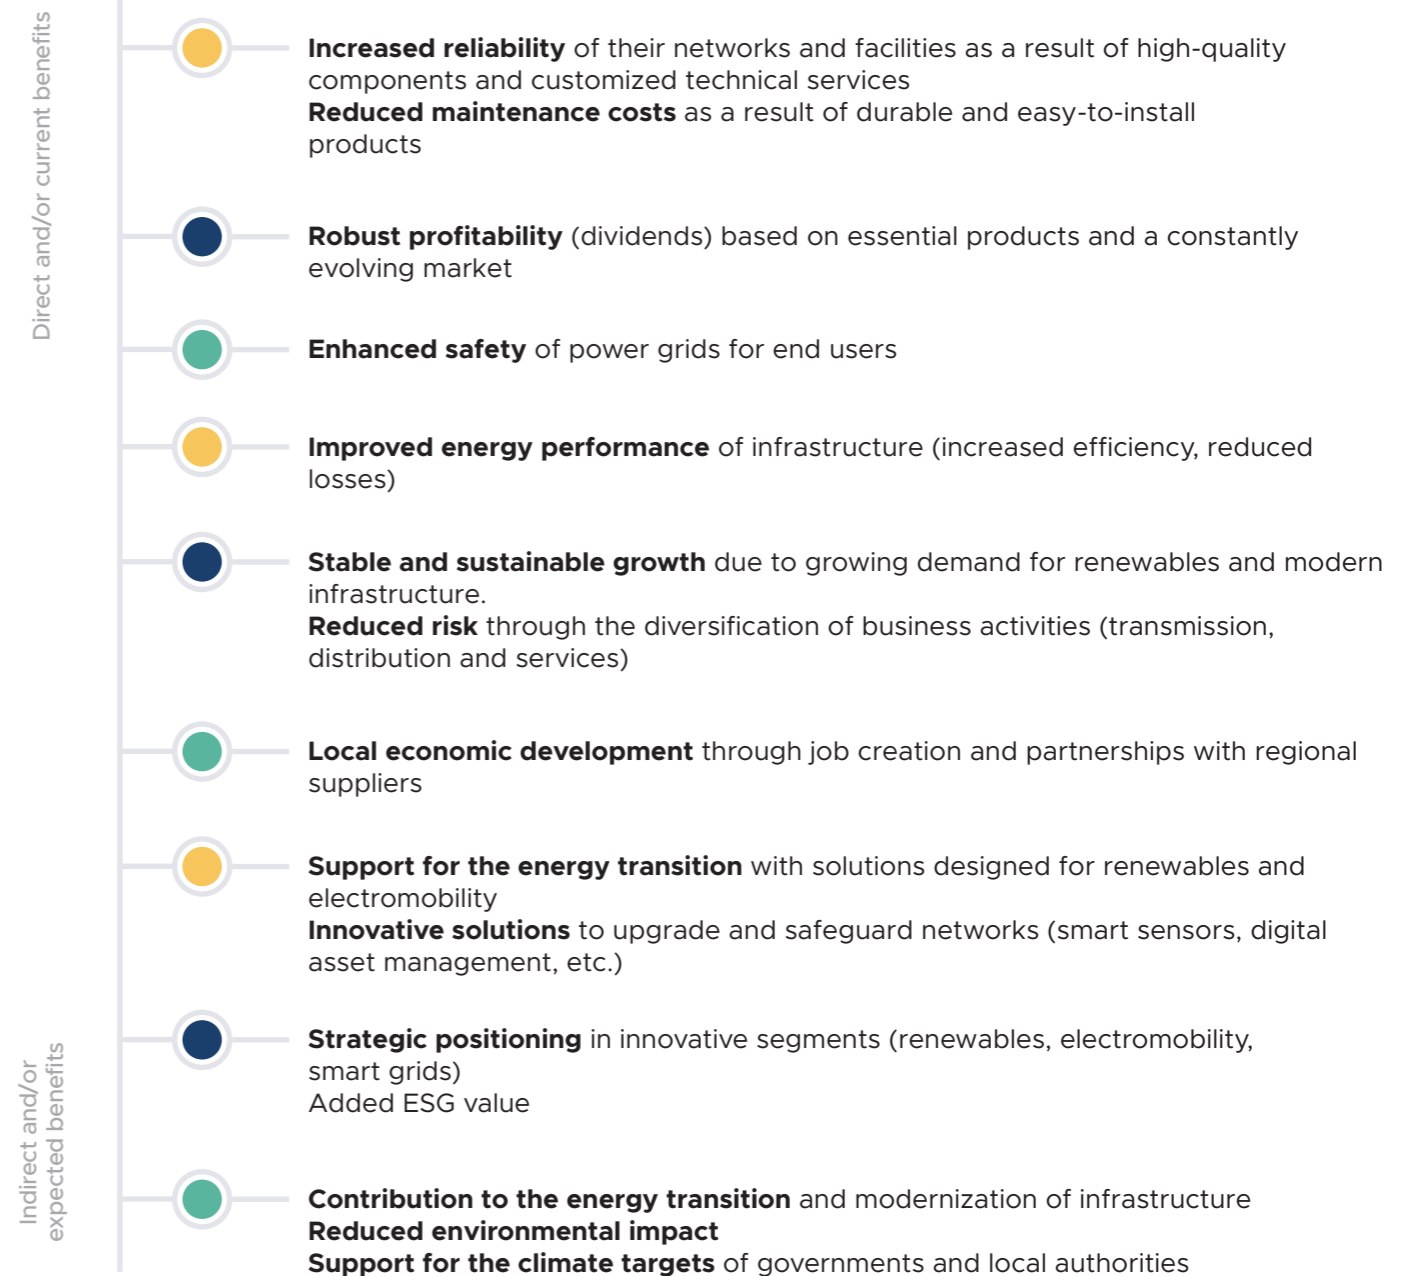 Direct and/or current benefits
Increased reliability of their networks and facilities as a result of high-quality
components and customized technical services
Reduced maintenance costs as a result of durable and easy-to-install
products
Robust profitability (dividends) based on essential products and a constantly
evolving market
Enhanced safety of power grids for end users
Improved energy performance of infrastructure (increased efficiency, reduced
losses)
Stable and sustainable growth due to growing demand for renewables and modern
infrastructure.
Reduced risk through the diversification of business activities (transmission,
distribution and services)
Local economic development through job creation and partnerships with regional
suppliers
Support for the energy transition with solutions designed for renewables and
electromobility
Innovative solutions to upgrade and safeguard networks (smart sensors, digital
asset management, etc.)
Indirect and/or
expected benefits
Strategic positioning in innovative segments (renewables, electromobility,
smart grids)
Added ESG value
Contribution to the energy transition and modernization of infrastructure
Reduced environmental impact
Support for the climate targets of governments and local authorities